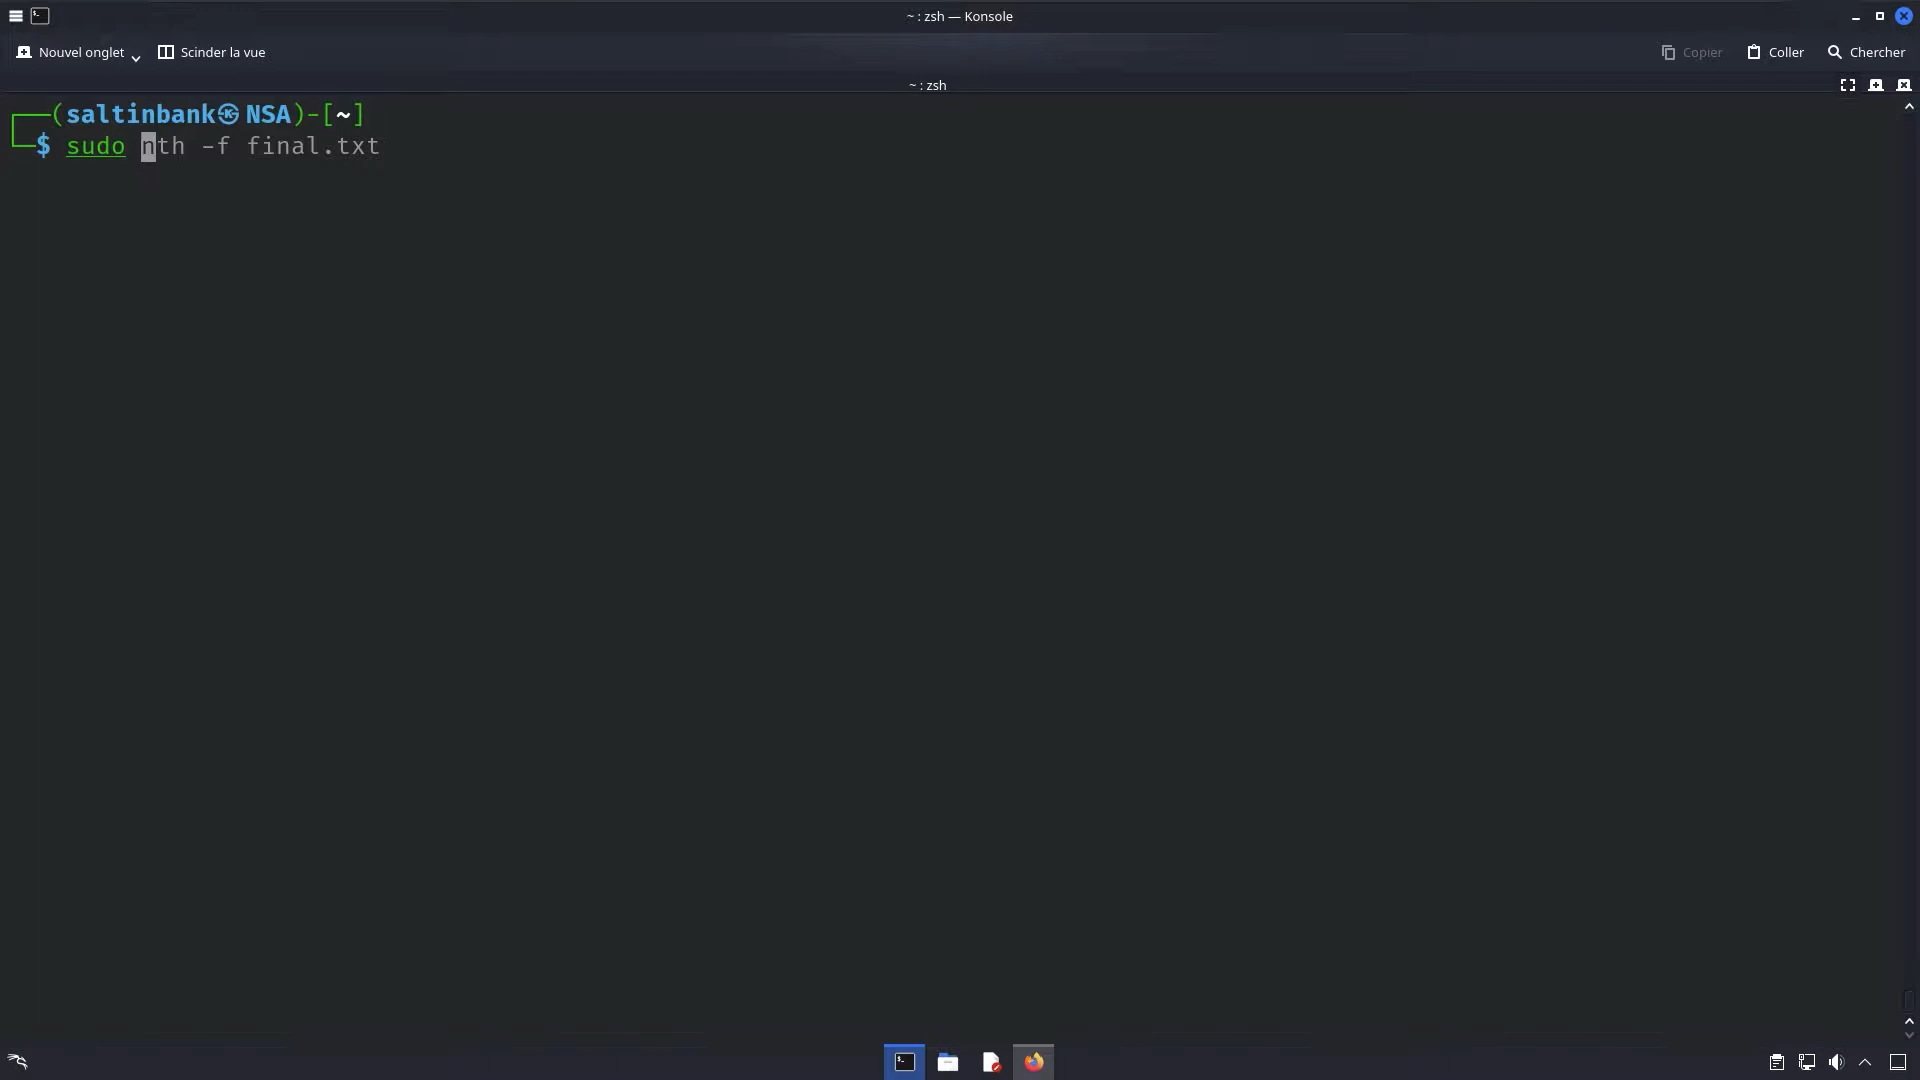 ~ : zsh — Konsole
Nouvel onglet Scinder la vue Copier Coller Chercher
~ : zsh
(saltinbank㉿NSA)-[~]
$ sudo nth -f final.txt